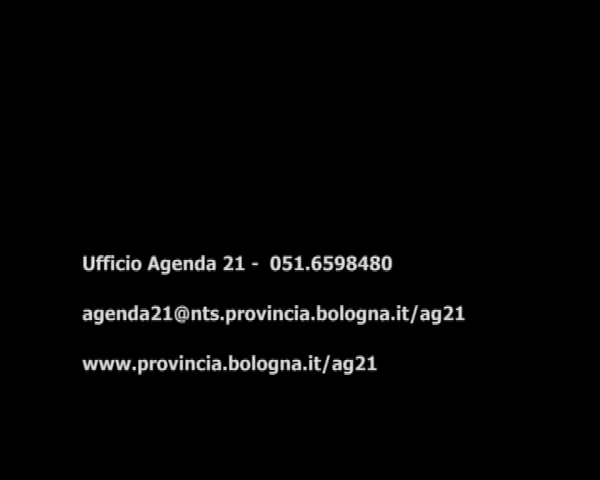 Ufficio Agenda 21 - 051.6598480
agenda21@nts.provincia.bologna.it/ag21
www.provincia.bologna.it/ag21